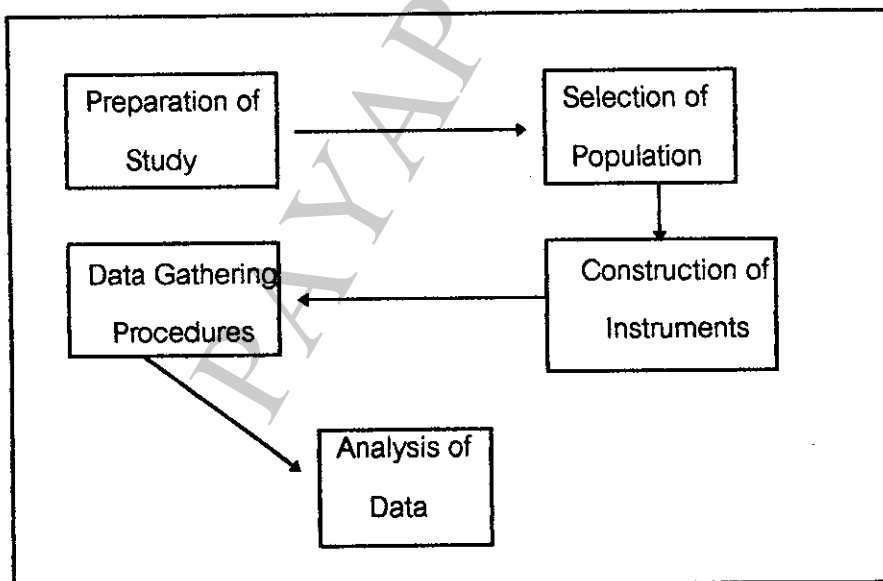 Preparation of
Study
Selection of
Population
Construction of
Instruments
Data Gathering
Procedures
Analysis of
Data
PAYAP